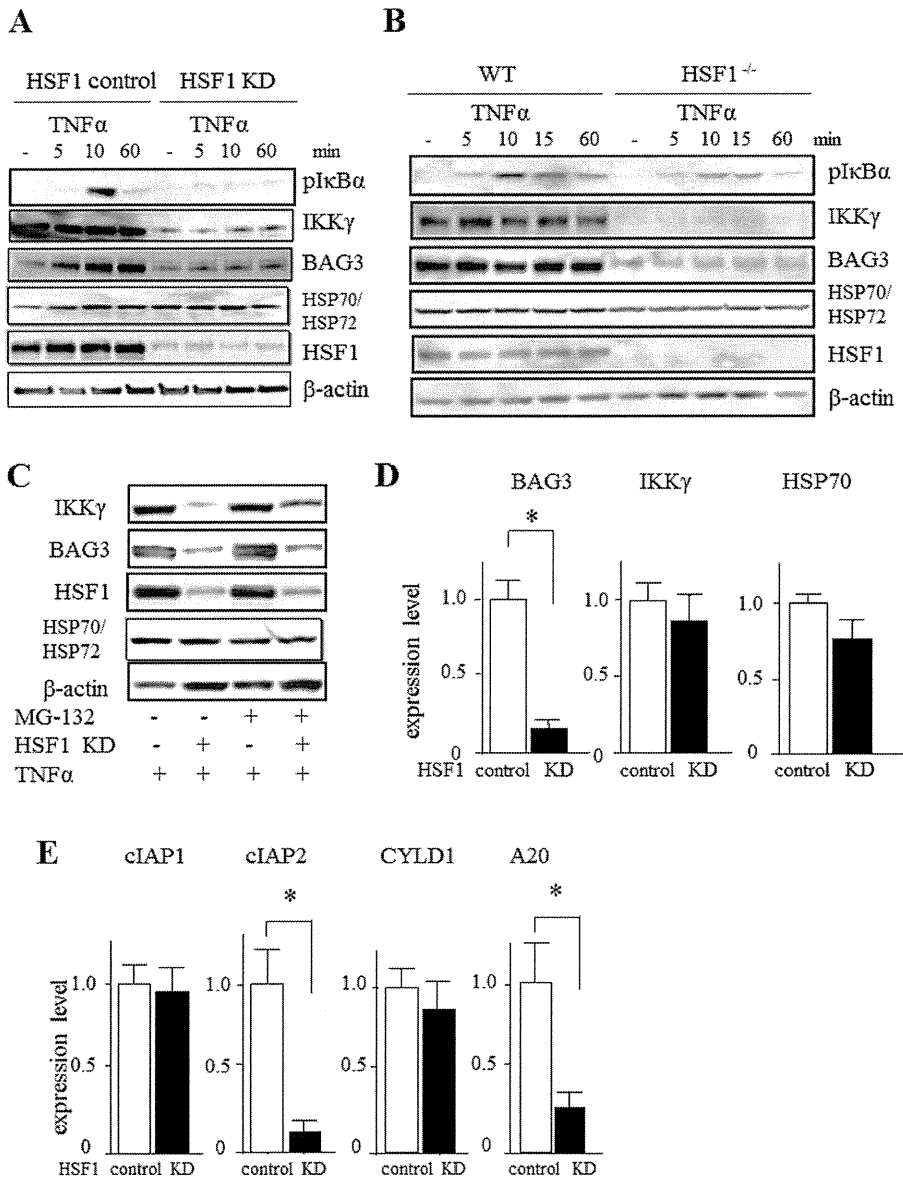 A
HSF1 control HSF1 KD
TNFα TNFα
- 5 10 60 - 5 10 60 min
pIκBα
IKKγ
BAG3
HSP70/
HSP72
HSF1
β-actin
B
WT HSF1 -/-
TNFα TNFα
- 5 10 15 60 - 5 10 15 60 min
pIκBα
IKKγ
BAG3
HSP70/
HSP72
HSF1
β-actin
C
IKKγ
BAG3
HSF1
HSP70/
HSP72
β-actin
MG-132 - - + +
HSF1 KD - + - +
TNFα + + + +
D
BAG3 IKKγ HSP70
*
expression level
1.0 1.0 1.0
0.5 0.5 0.5
0 0 0
HSF1 control KD control KD control KD
E
cIAP1 cIAP2 CYLD1 A20
* *
expression level
1.0 1.0 1.0 1.0
0.5 0.5 0.5 0.5
0 0 0 0
HSF1 control KD control KD control KD control KD